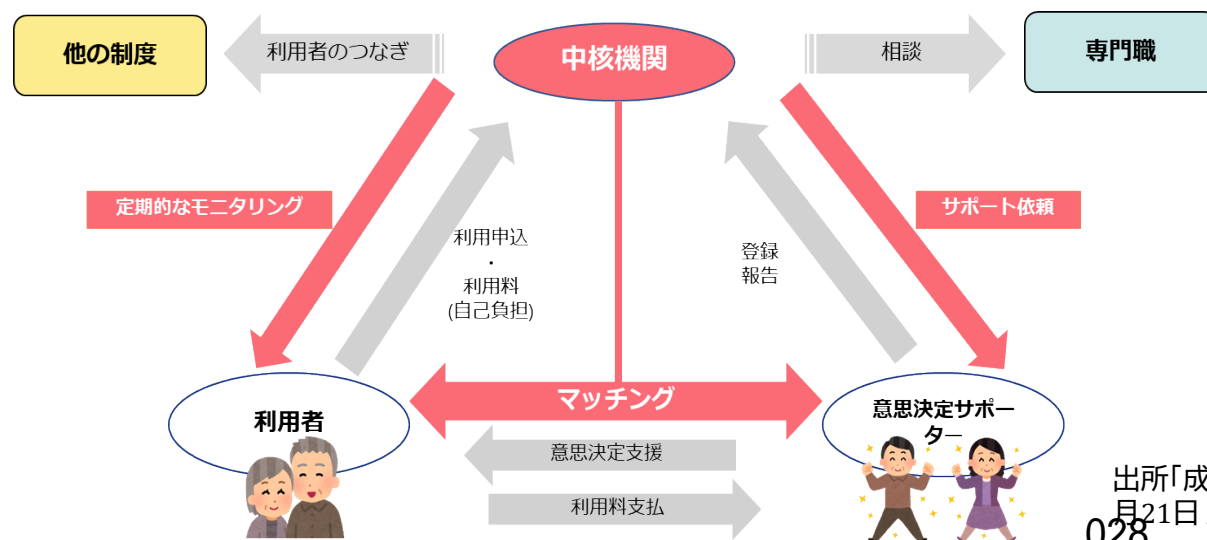 他の制度
利用者のつなぎ
中核機関
相談
専門職
定期的なモニタリング
サポート依頼
利用申込
・
利用料
(自己負担)
登録
報告
マッチング
利用者
意思決定サポー
ター
意思決定支援
利用料支払
出所「成
月21日
028